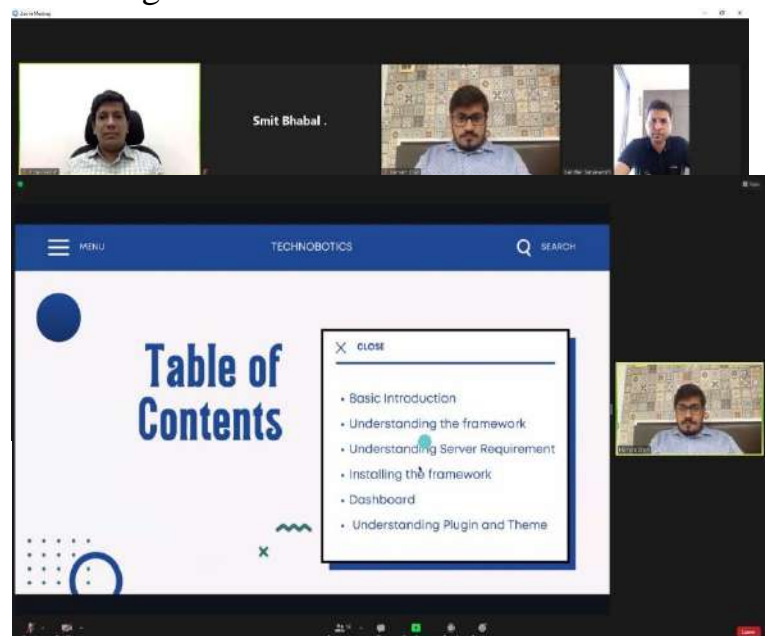 Smit Bhabal .
MENU
TECHNOBOTICS
SEARCH
Table of
Contents
CLOSE
• Basic Introduction
• Understanding the framework
• Understanding Server Requirement
• Installing the framework
• Dashboard
• Understanding Plugin and Theme
Leave